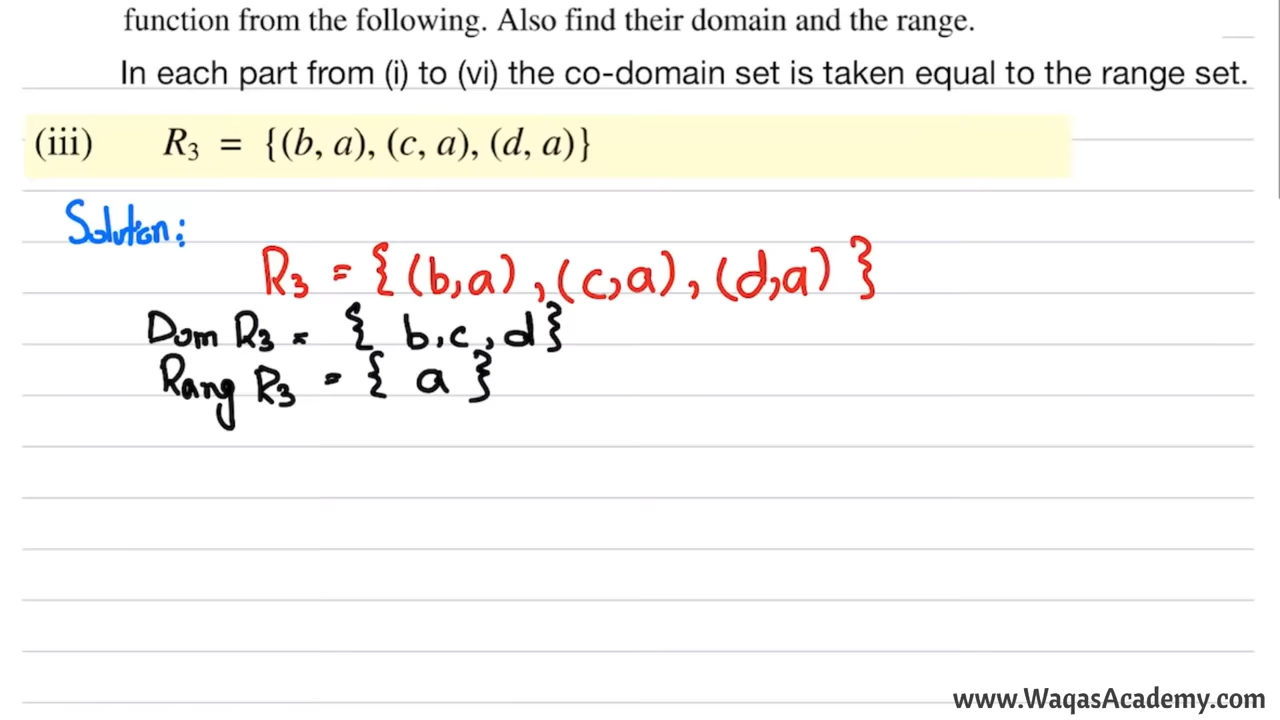 function from the following. Also find their domain and the range.
In each part from (i) to (vi) the co-domain set is taken equal to the range set.
(iii) R₃ = {(b, a), (c, a), (d, a)}
Solution:
R₃ = {(b,a), (c,a), (d,a)}
Dom R₃ = { b,c,d}
Rang R₃ = { a }
www.WaqasAcademy.com